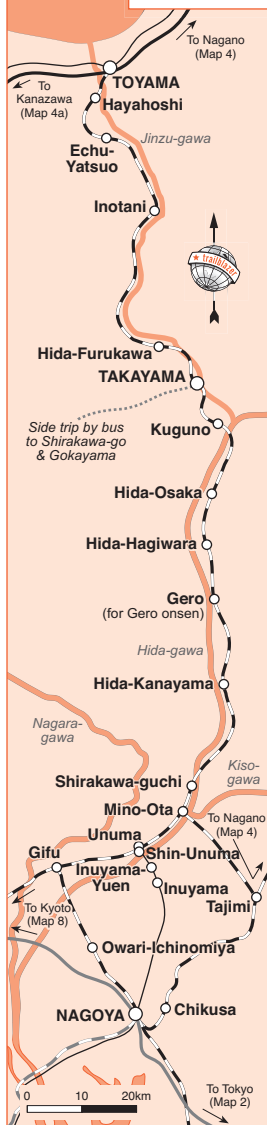 To Nagano
(Map 4)
TOYAMA
To
Kanazawa
(Map 4a)
Hayahoshi
Jinzu-gawa
Echu-
Yatsuo
Inotani
trailblazer
Hida-Furukawa
TAKAYAMA
Side trip by bus
to Shirakawa-go
& Gokayama
Kuguno
Hida-Osaka
Hida-Hagiwara
Gero
(for Gero onsen)
Hida-gawa
Hida-Kanayama
Nagara-
gawa
Kiso-
gawa
Shirakawa-guchi
Mino-Ota
To Nagano
(Map 4)
Unuma
Gifu
Shin-Unuma
Inuyama-
Yuen
Inuyama
Tajimi
To Kyoto
(Map 8)
Owari-Ichinomiya
NAGOYA
Chikusa
To Tokyo
(Map 2)
0 10 20km